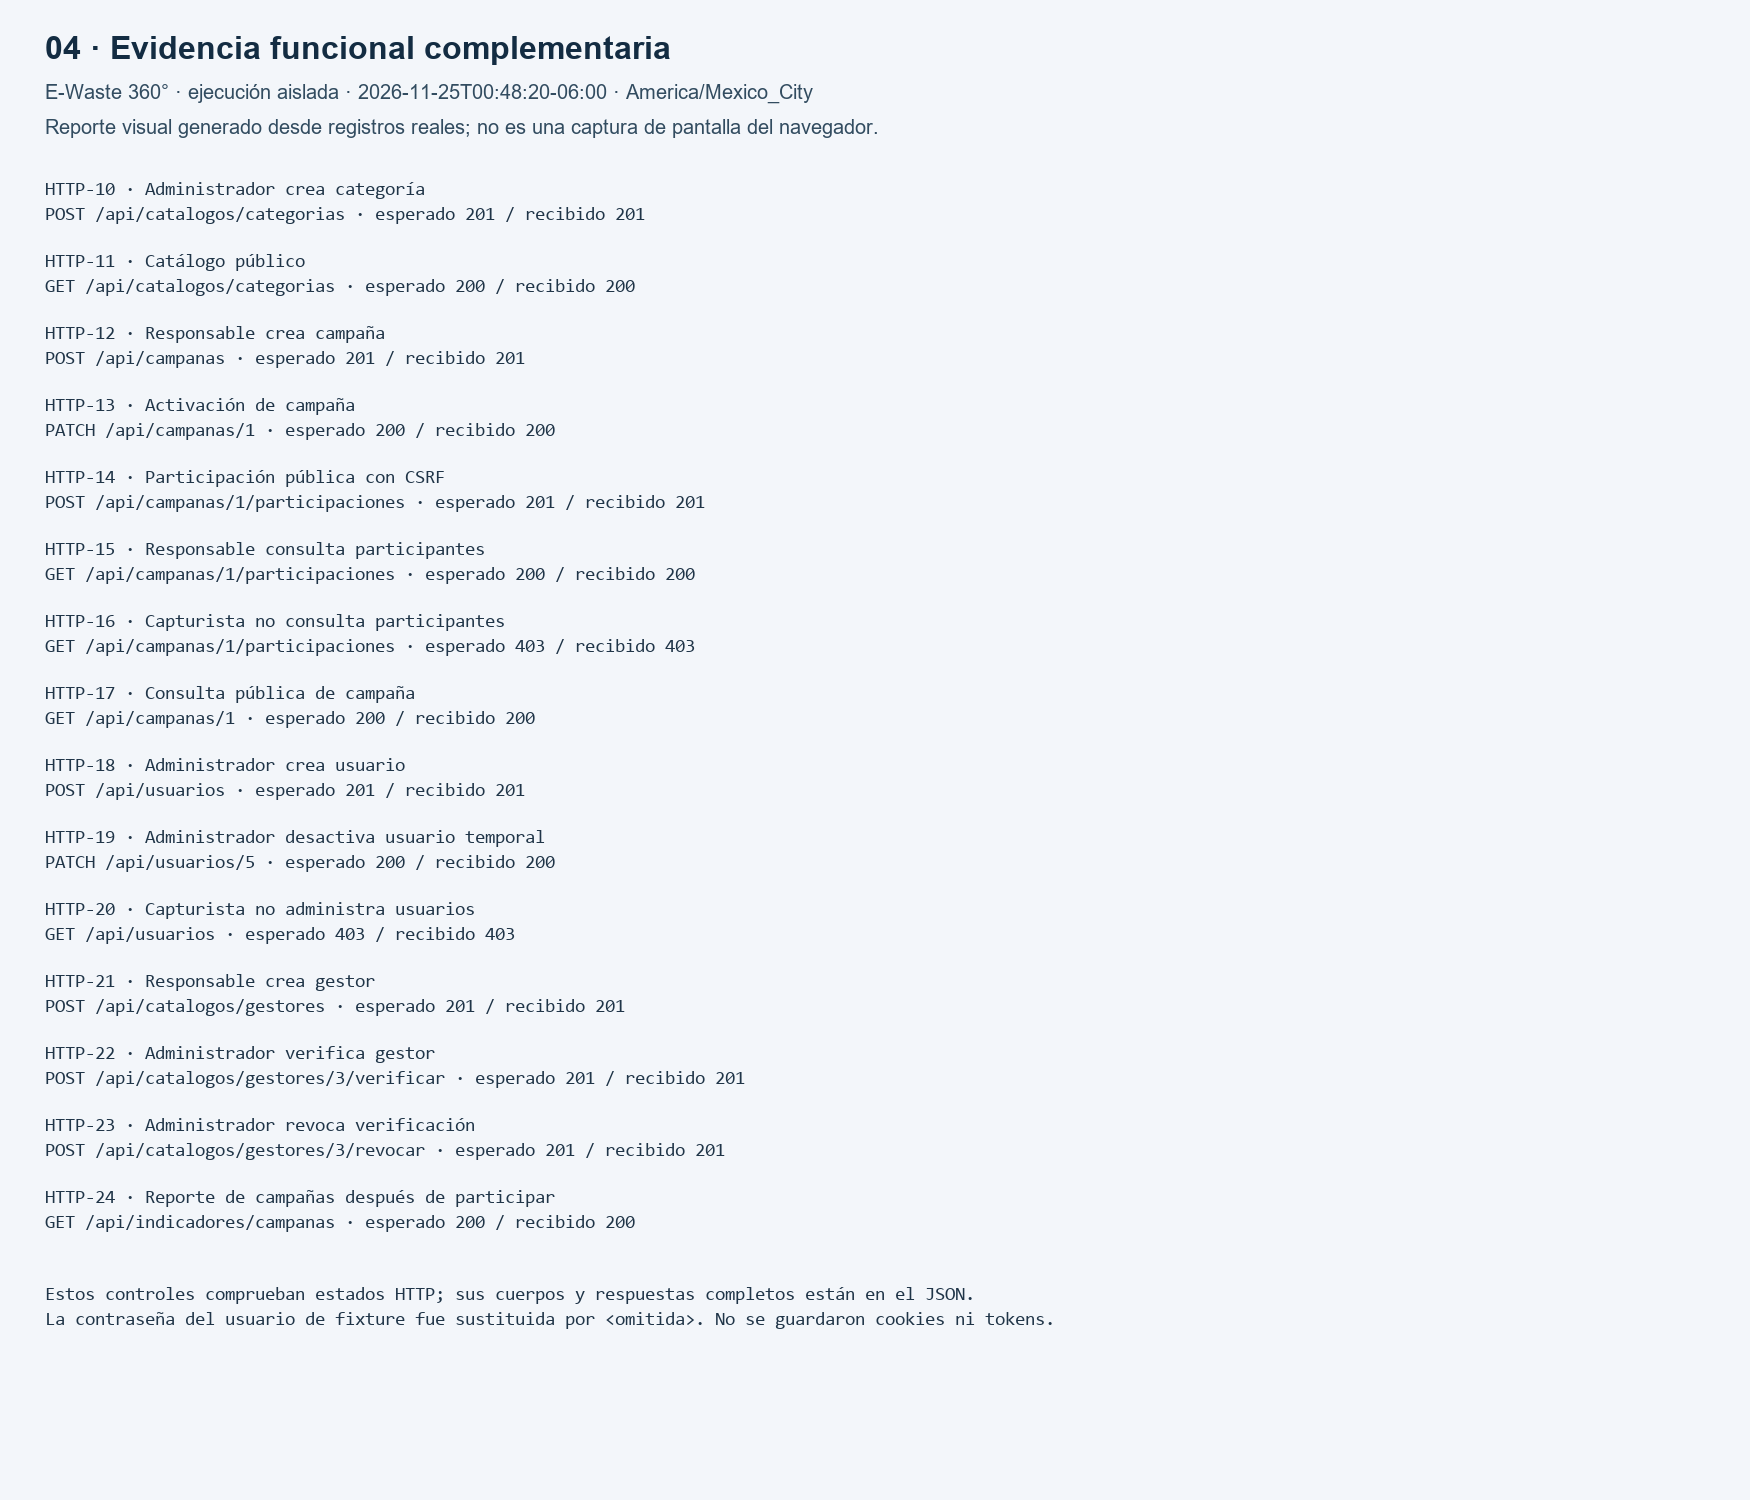 04 · Evidencia funcional complementaria
E-Waste 360° · ejecución aislada · 2026-11-25T00:48:20-06:00 · America/Mexico_City
Reporte visual generado desde registros reales; no es una captura de pantalla del navegador.
HTTP-10 · Administrador crea categoría
POST /api/catalogos/categorias · esperado 201 / recibido 201
HTTP-11 · Catálogo público
GET /api/catalogos/categorias · esperado 200 / recibido 200
HTTP-12 · Responsable crea campaña
POST /api/campanas · esperado 201 / recibido 201
HTTP-13 · Activación de campaña
PATCH /api/campanas/1 · esperado 200 / recibido 200
HTTP-14 · Participación pública con CSRF
POST /api/campanas/1/participaciones · esperado 201 / recibido 201
HTTP-15 · Responsable consulta participantes
GET /api/campanas/1/participaciones · esperado 200 / recibido 200
HTTP-16 · Capturista no consulta participantes
GET /api/campanas/1/participaciones · esperado 403 / recibido 403
HTTP-17 · Consulta pública de campaña
GET /api/campanas/1 · esperado 200 / recibido 200
HTTP-18 · Administrador crea usuario
POST /api/usuarios · esperado 201 / recibido 201
HTTP-19 · Administrador desactiva usuario temporal
PATCH /api/usuarios/5 · esperado 200 / recibido 200
HTTP-20 · Capturista no administra usuarios
GET /api/usuarios · esperado 403 / recibido 403
HTTP-21 · Responsable crea gestor
POST /api/catalogos/gestores · esperado 201 / recibido 201
HTTP-22 · Administrador verifica gestor
POST /api/catalogos/gestores/3/verificar · esperado 201 / recibido 201
HTTP-23 · Administrador revoca verificación
POST /api/catalogos/gestores/3/revocar · esperado 201 / recibido 201
HTTP-24 · Reporte de campañas después de participar
GET /api/indicadores/campanas · esperado 200 / recibido 200
Estos controles comprueban estados HTTP; sus cuerpos y respuestas completos están en el JSON.
La contraseña del usuario de fixture fue sustituida por <omitida>. No se guardaron cookies ni tokens.